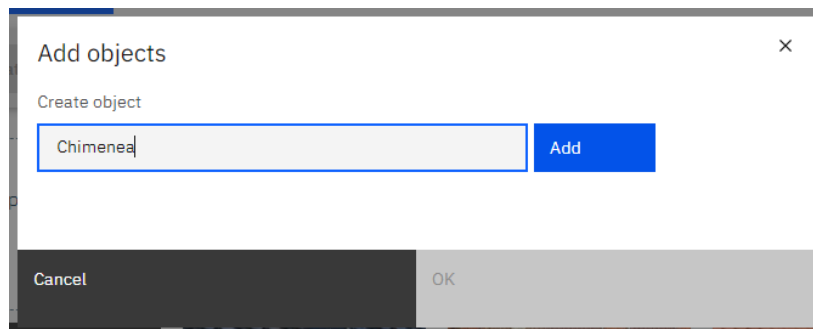 Add objects
Create object
Chimenea
Add
Cancel
OK